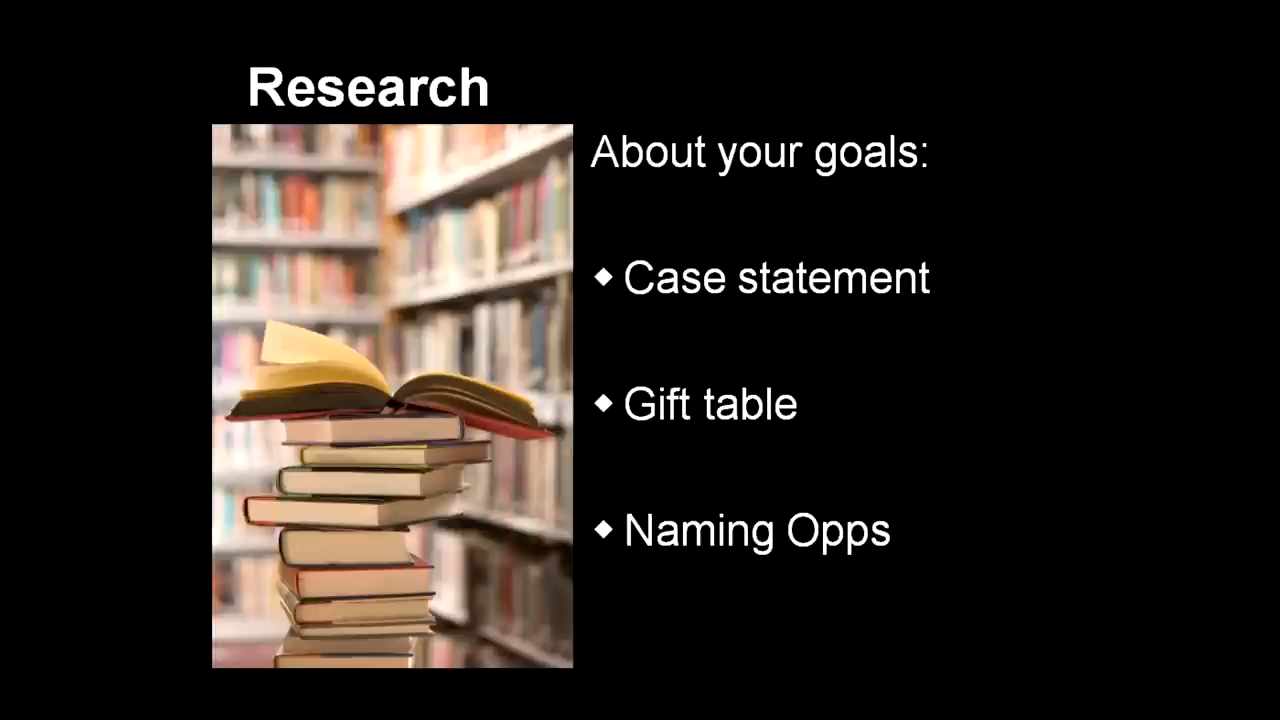 Research
About your goals:
◆ Case statement
◆ Gift table
◆ Naming Opps